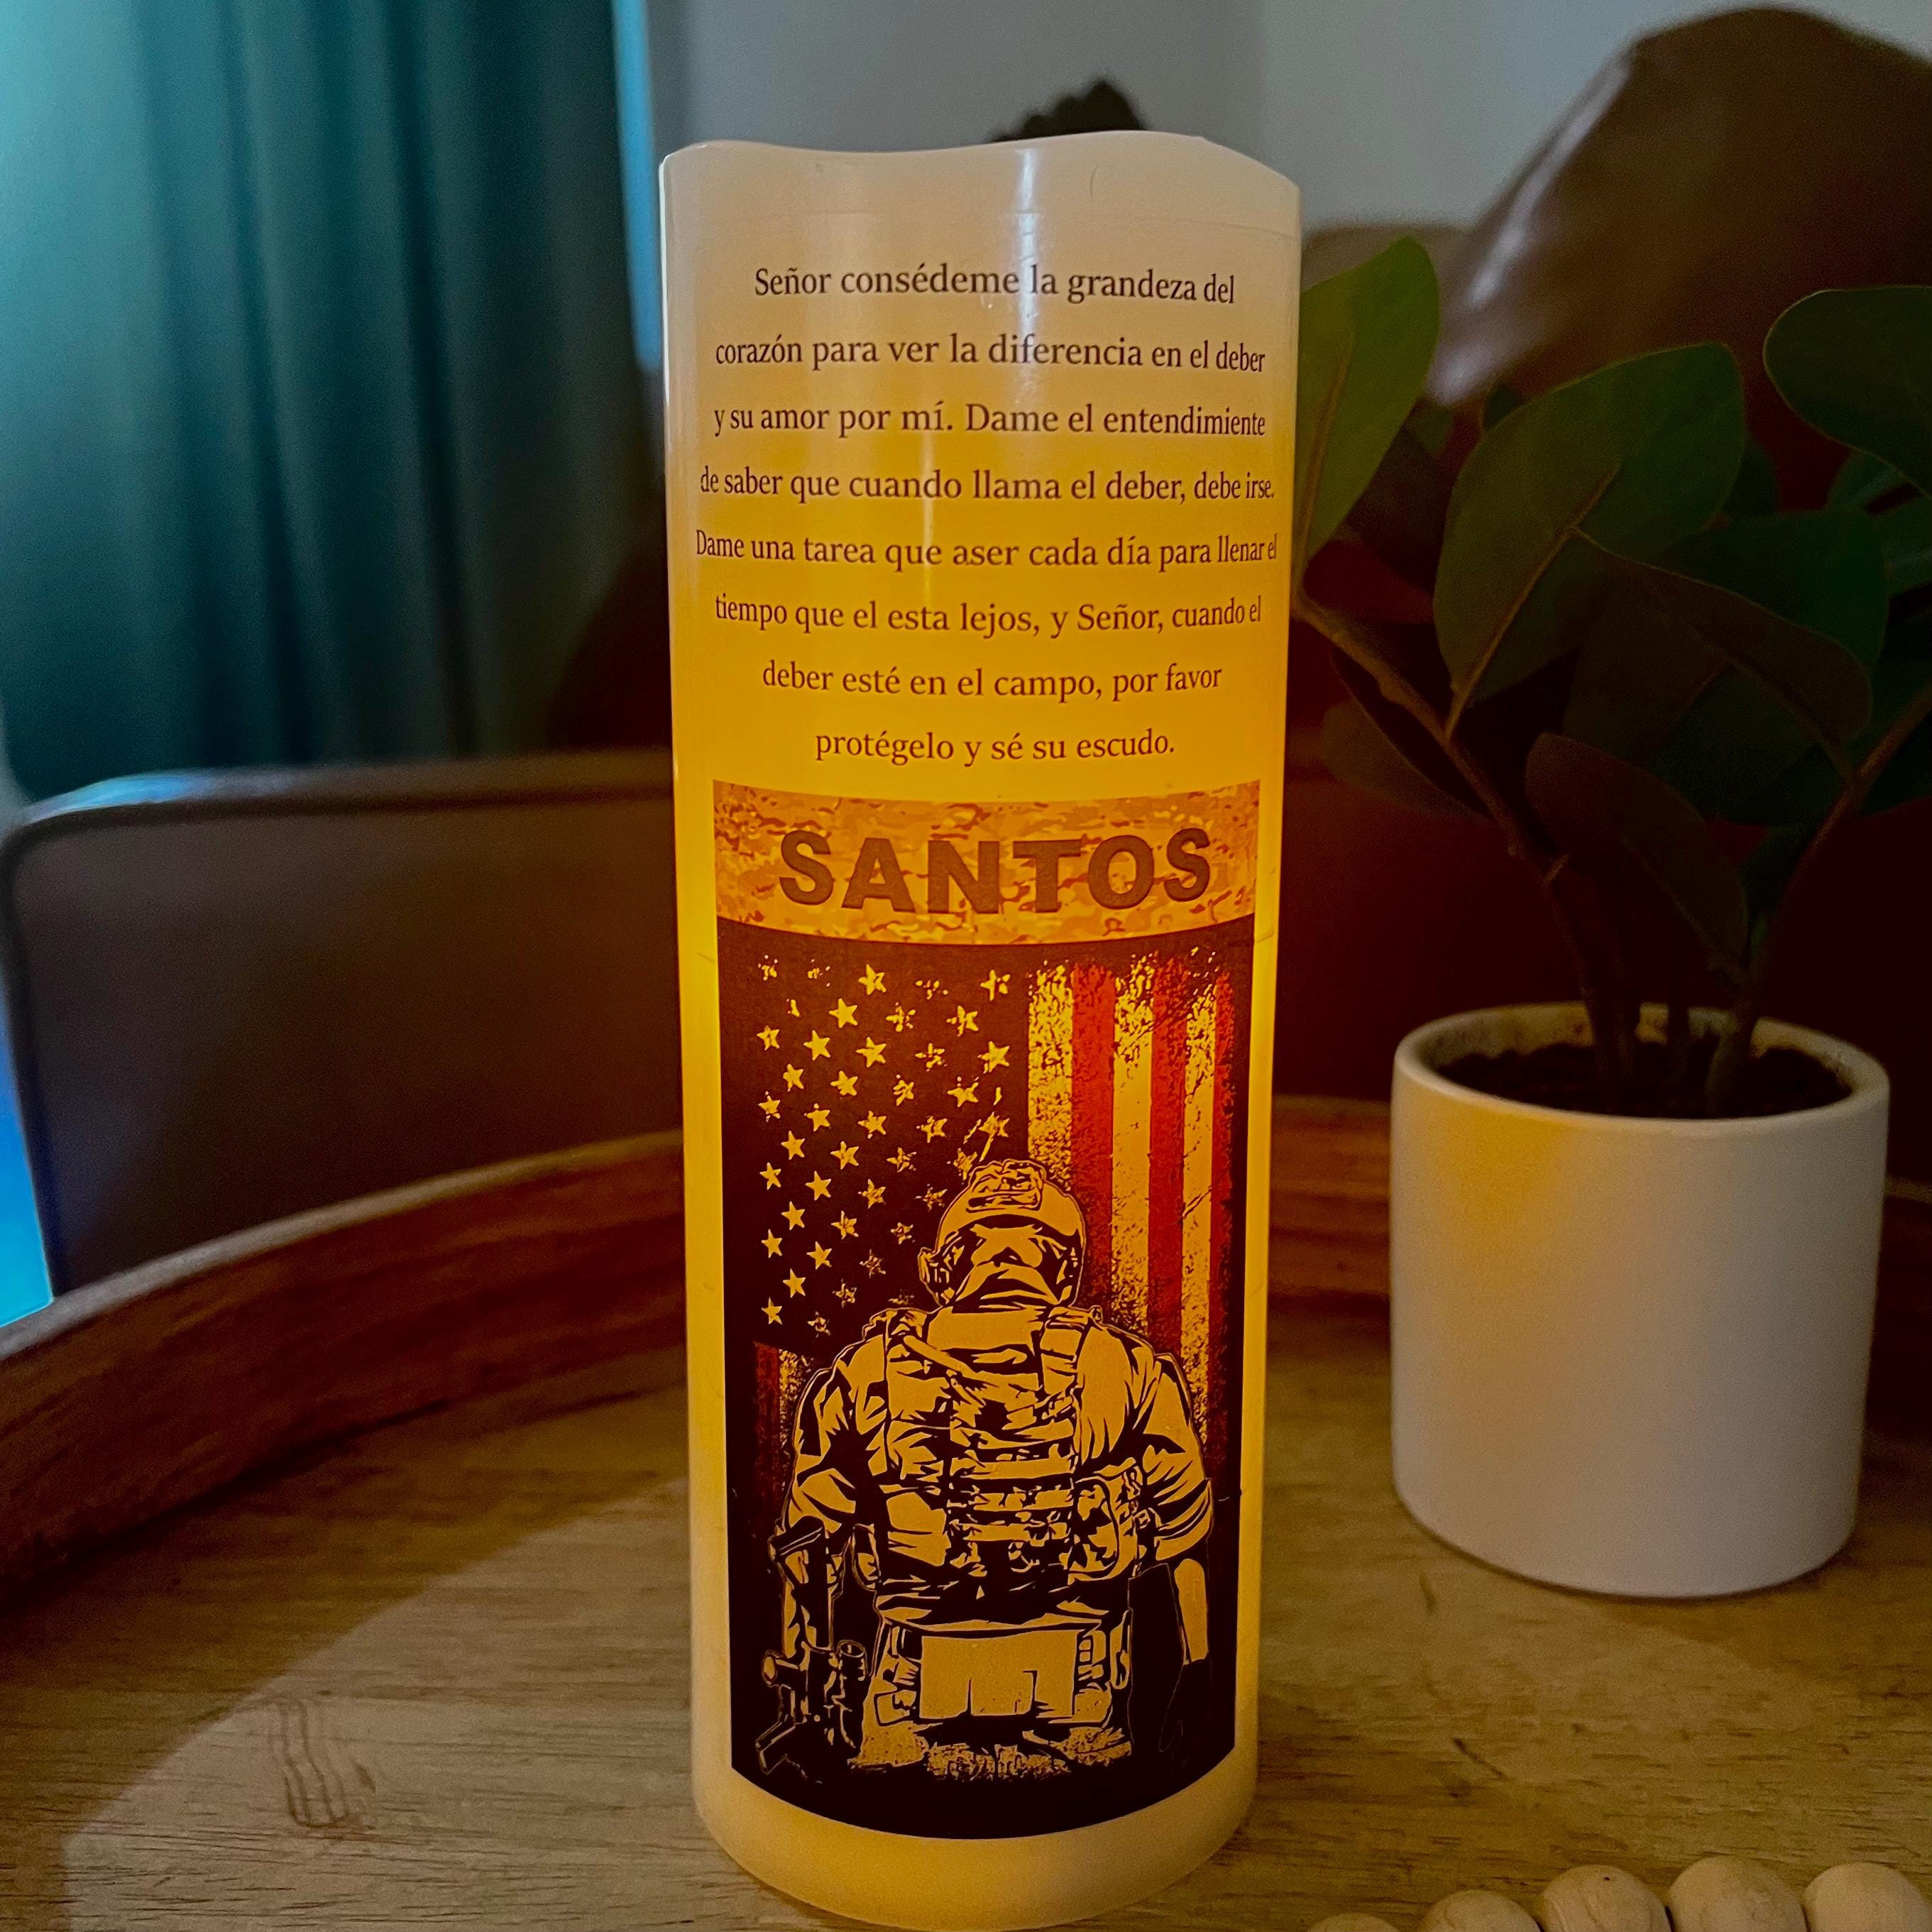 Señor consédeme la grandeza del
corazón para ver la diferencia en el deber
y su amor por mí. Dame el entendimiente
de saber que cuando llama el deber, debe irse.
Dame una tarea que aser cada día para llenar el
tiempo que el esta lejos, y Señor, cuando el
deber esté en el campo, por favor
protégelo y sé su escudo.
SANTOS